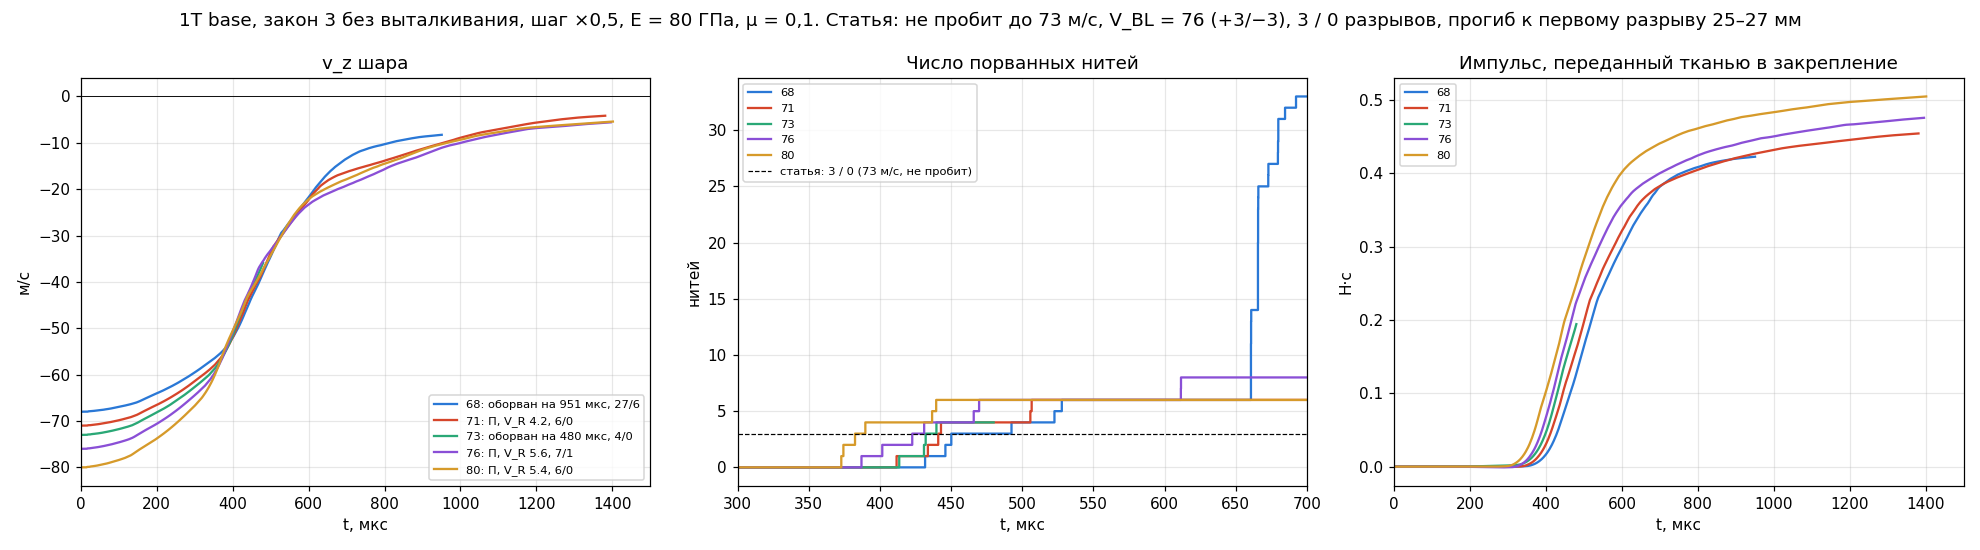 1T base, закон 3 без выталкивания, шаг ×0,5, E = 80 ГПа, μ = 0,1. Статья: не пробит до 73 м/с, V_BL = 76 (+3/−3), 3 / 0 разрывов, прогиб к первому разрыву 25–27 мм
v_z шара
0
−10
−20
−30
−40
−50
−60
−70
−80
м/с
68: оборван на 951 мкс, 27/6
71: П, V_R 4.2, 6/0
73: оборван на 480 мкс, 4/0
76: П, V_R 5.6, 7/1
80: П, V_R 5.4, 6/0
0 200 400 600 800 1000 1200 1400
t, мкс
Число порванных нитей
68
71
73
76
80
статья: 3 / 0 (73 м/с, не пробит)
30
25
20
15
10
5
0
нитей
300 350 400 450 500 550 600 650 700
t, мкс
Импульс, переданный тканью в закрепление
68
71
73
76
80
0.5
0.4
0.3
0.2
0.1
0.0
Н·с
0 200 400 600 800 1000 1200 1400
t, мкс